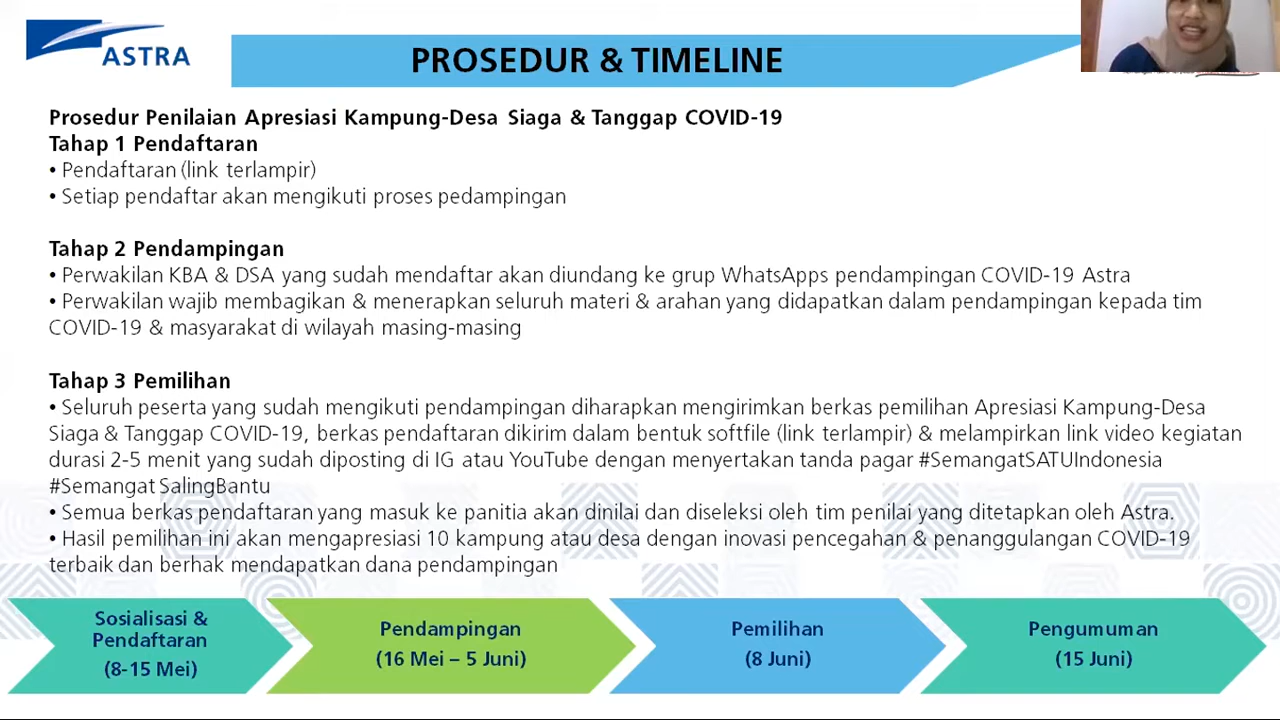 ASTRA
PROSEDUR & TIMELINE
Prosedur Penilaian Apresiasi Kampung-Desa Siaga & Tanggap COVID-19
Tahap 1 Pendaftaran
• Pendaftaran (link terlampir)
• Setiap pendaftar akan mengikuti proses pedampingan
Tahap 2 Pendampingan
• Perwakilan KBA & DSA yang sudah mendaftar akan diundang ke grup WhatsApps pendampingan COVID-19 Astra
• Perwakilan wajib membagikan & menerapkan seluruh materi & arahan yang didapatkan dalam pendampingan kepada tim
COVID-19 & masyarakat di wilayah masing-masing
Tahap 3 Pemilihan
• Seluruh peserta yang sudah mengikuti pendampingan diharapkan mengirimkan berkas pemilihan Apresiasi Kampung-Desa
Siaga & Tanggap COVID-19, berkas pendaftaran dikirim dalam bentuk softfile (link terlampir) & melampirkan link video kegiatan
durasi 2-5 menit yang sudah diposting di IG atau YouTube dengan menyertakan tanda pagar #SemangatSATUIndonesia
#Semangat SalingBantu
• Semua berkas pendaftaran yang masuk ke panitia akan dinilai dan diseleksi oleh tim penilai yang ditetapkan oleh Astra.
• Hasil pemilihan ini akan mengapresiasi 10 kampung atau desa dengan inovasi pencegahan & penanggulangan COVID-19
terbaik dan berhak mendapatkan dana pendampingan
Sosialisasi &
Pendaftaran
(8-15 Mei)
Pendampingan
(16 Mei – 5 Juni)
Pemilihan
(8 Juni)
Pengumuman
(15 Juni)